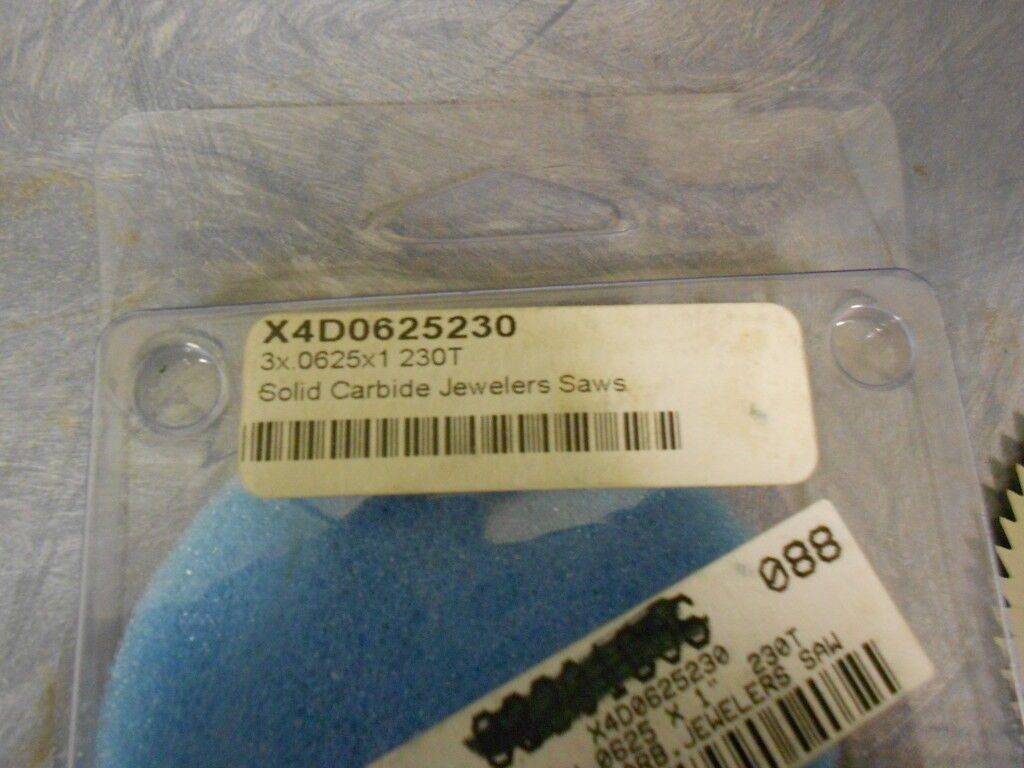 X4D0625230
3x.0625x1 230T
Solid Carbide Jewelers Saws
088
X4D0625230
0625 X 1" 230T
JEWELERS SAW